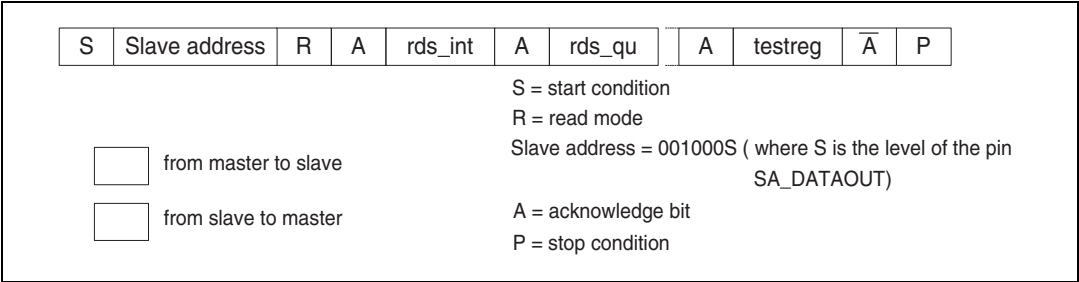 S Slave address R A rds_int A rds_qu A testreg A̅ P
S = start condition
R = read mode
Slave address = 001000S ( where S is the level of the pin
SA_DATAOUT)
from master to slave
from slave to master
A = acknowledge bit
P = stop condition